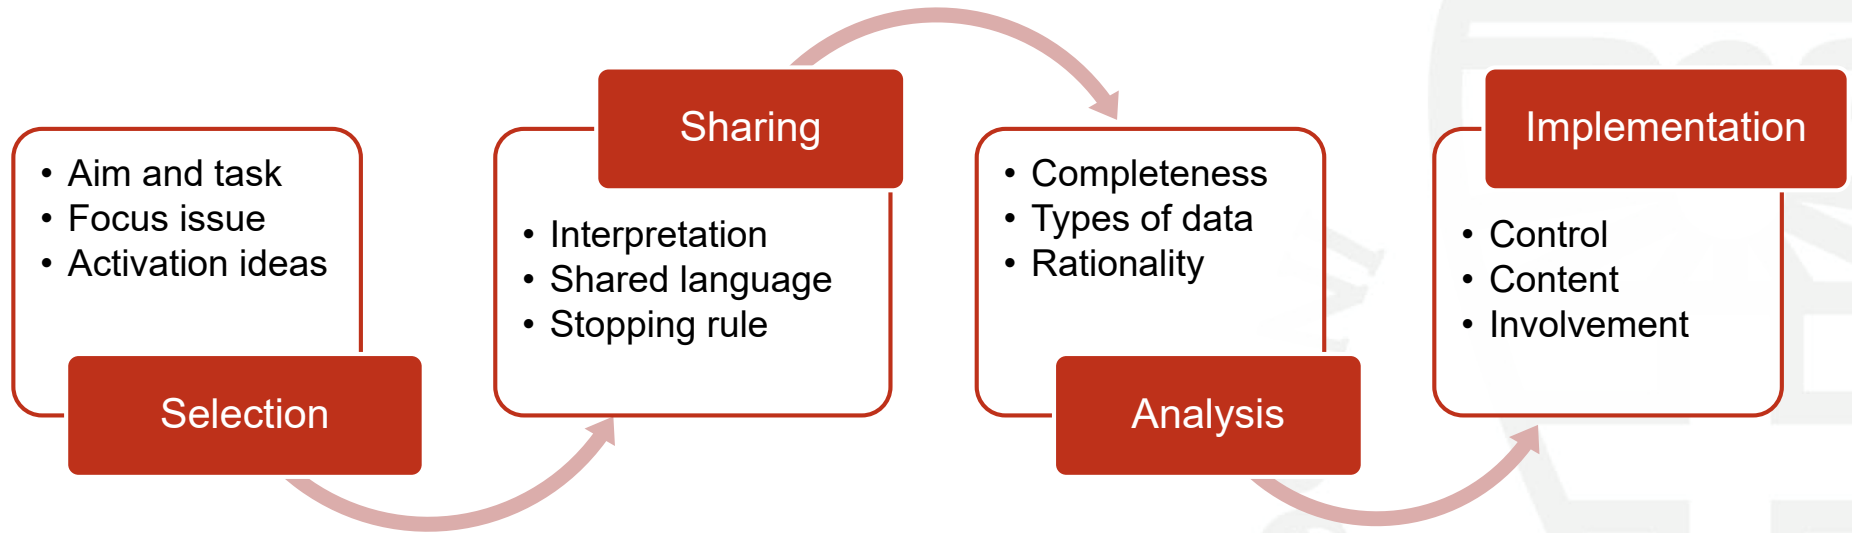 • Aim and task
• Focus issue
• Activation ideas
Selection
Sharing
• Interpretation
• Shared language
• Stopping rule
• Completeness
• Types of data
• Rationality
Analysis
Implementation
• Control
• Content
• Involvement